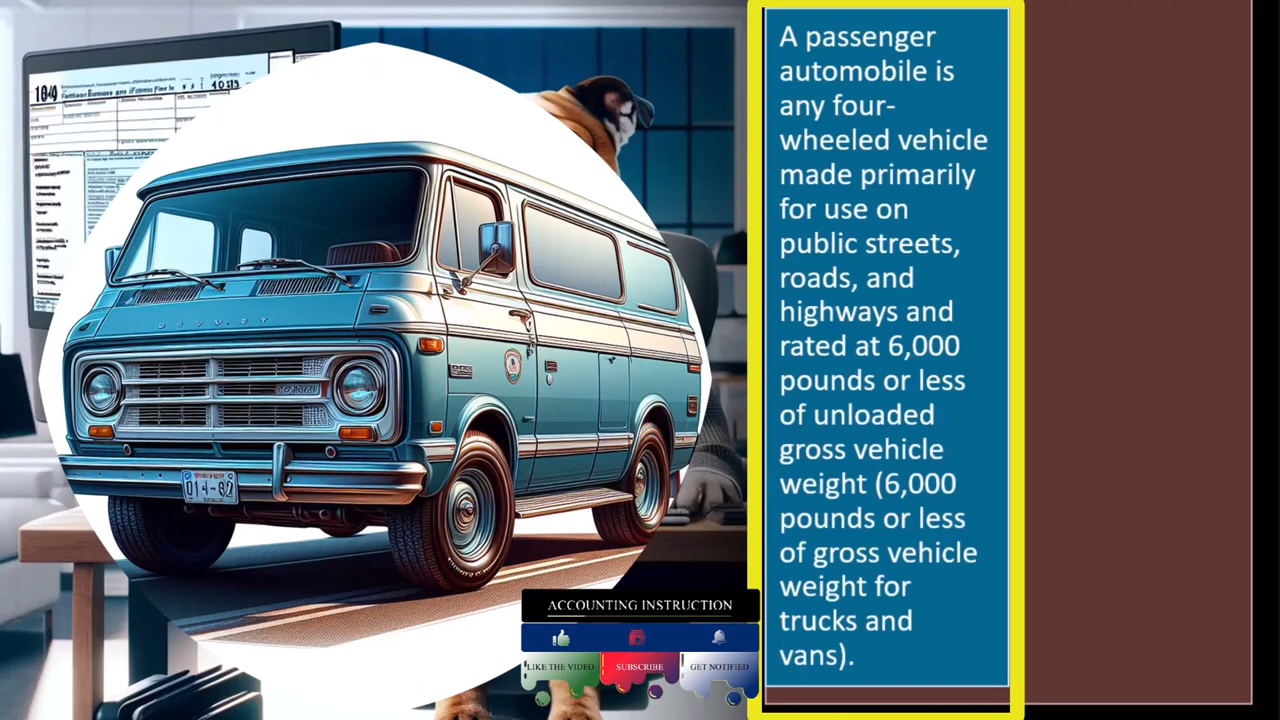 A passenger
automobile is
any four-
wheeled vehicle
made primarily
for use on
public streets,
roads, and
highways and
rated at 6,000
pounds or less
of unloaded
gross vehicle
weight (6,000
pounds or less
of gross vehicle
weight for
trucks and
vans).
ACCOUNTING INSTRUCTION
LIKE THE VIDEO
SUBSCRIBE
GET NOTIFIED